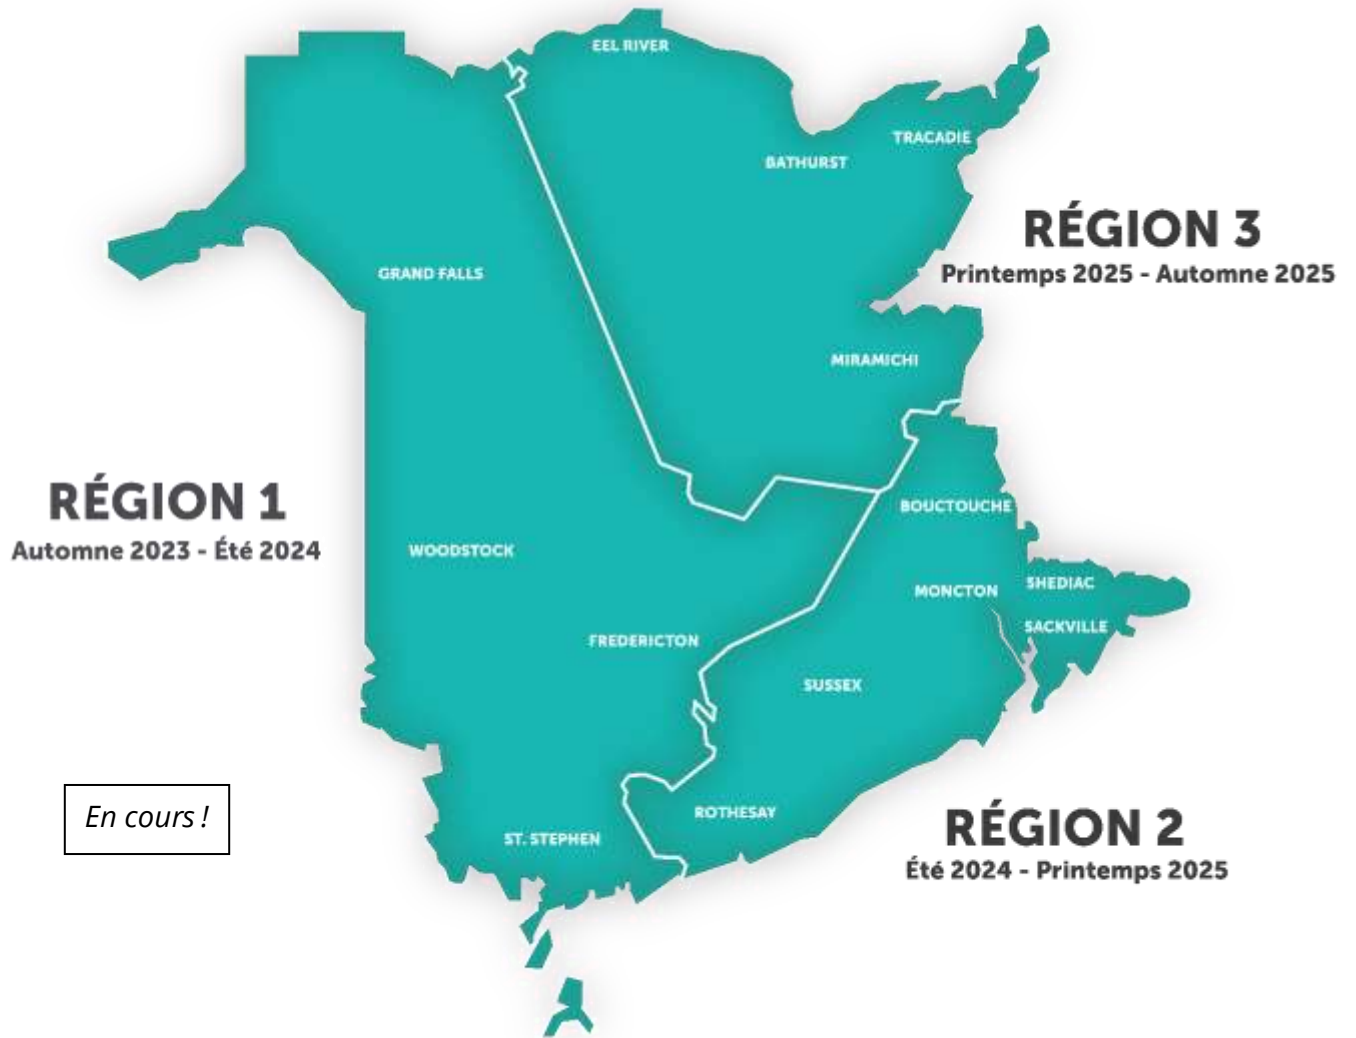 EEL RIVER
TRACADIE
BATHURST
RÉGION 3
Printemps 2025 - Automne 2025
GRAND FALLS
MIRAMICHI
RÉGION 1
Automne 2023 - Été 2024
BOUCTOUCHE
WOODSTOCK
SHEDIAC
MONCTON
SACKVILLE
FREDERICTON
SUSSEX
En cours !
ROTHESAY
RÉGION 2
Été 2024 - Printemps 2025
ST. STEPHEN